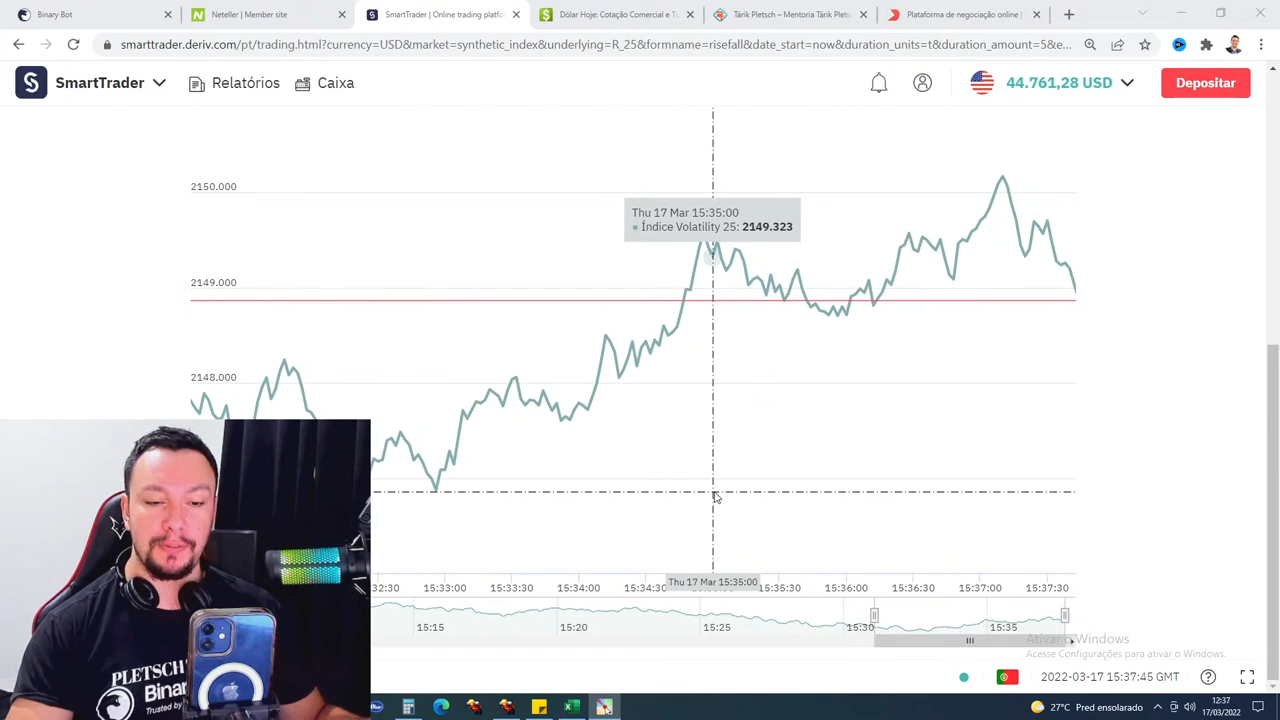 Binary Bot
Neteller | Member site
SmartTrader | Online trading platfo
Dólar Hoje: Cotação Comercial e Tu
Tárik Pletsch – Mentoria Tárik Pletsc
Plataforma de negociação online |
smarttrader.deriv.com/pt/trading.html?currency=USD&market=synthetic_index&underlying=R_25&formname=risefall&date_start=now&duration_units=t&duration_amount=5&e...
SmartTrader
Relatórios
Caixa
44.761,28 USD
Depositar
2150.000
Thu 17 Mar 15:35:00
Índice Volatility 25: 2149.323
2149.000
2148.000
Thu 17 Mar 15:35:00
32:30 15:33:00 15:33:30 15:34:00 15:34:30 15:35:30 15:36:00 15:36:30 15:37:00 15:37:30
15:15 15:20 15:25 15:30 15:35
Ativar o Windows
Acesse Configurações para ativar o Windows.
2022-03-17 15:37:45 GMT
PLETSCH
Binar
Trusted by
27°C Pred ensolarado
12:37
17/03/2022